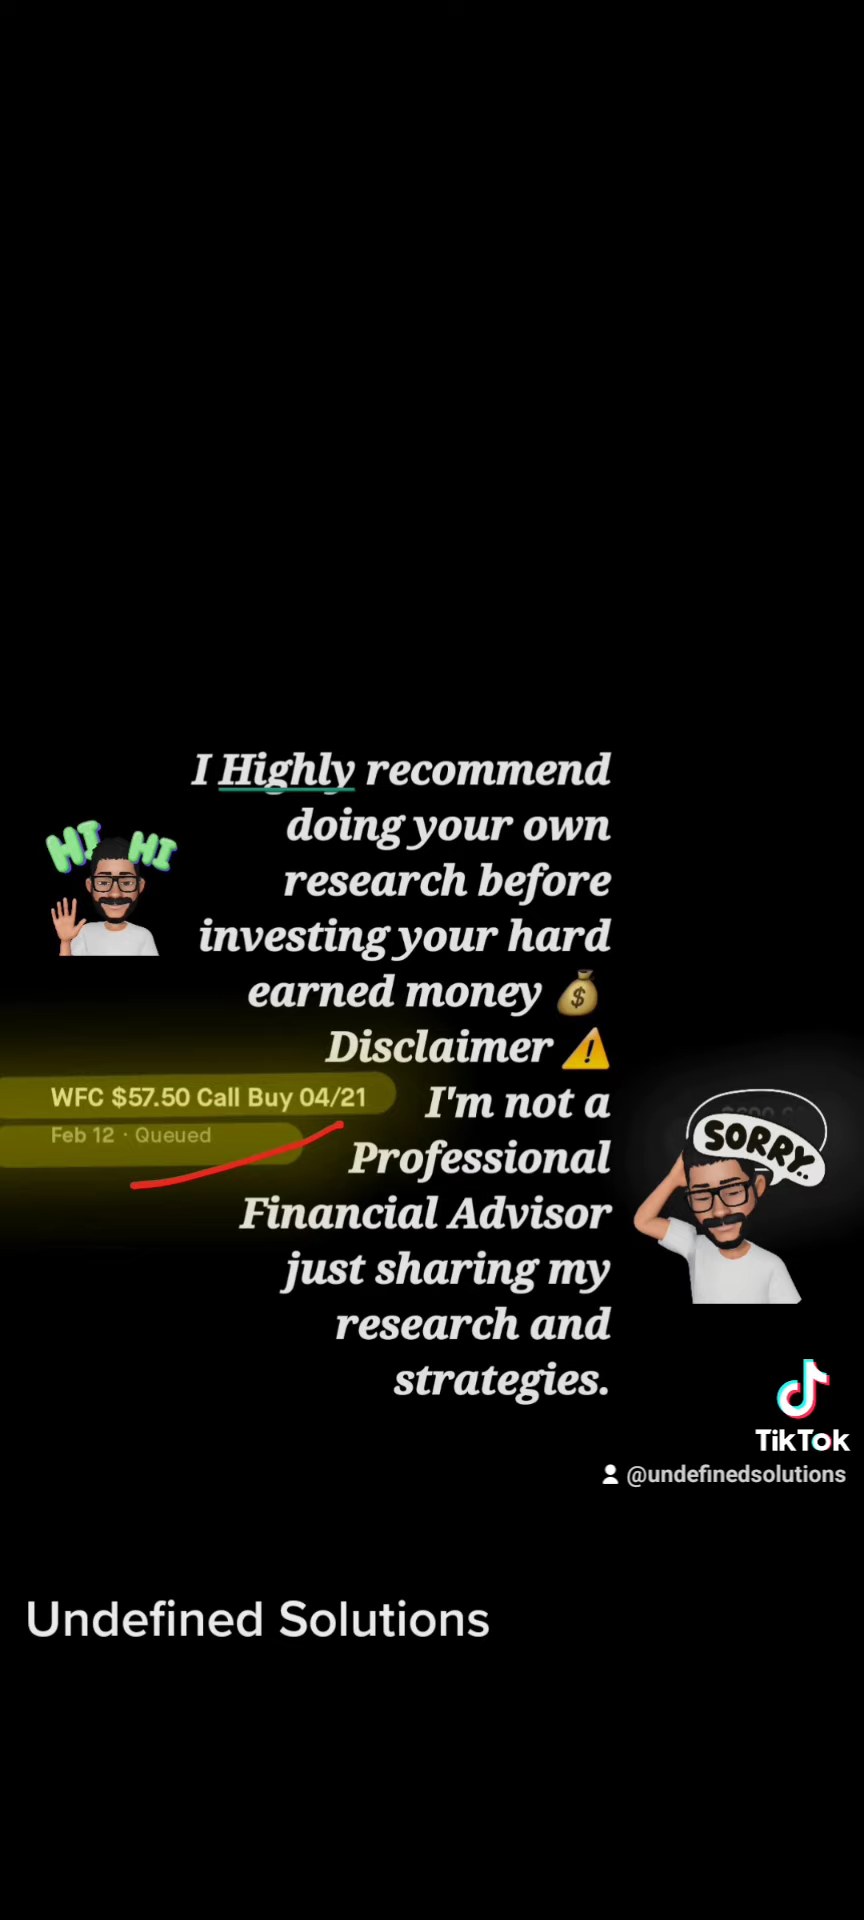 I Highly recommend
doing your own
research before
investing your hard
earned money 💰
Disclaimer ⚠️
I'm not a
Professional
Financial Advisor
just sharing my
research and
strategies.
HI HI
WFC $57.50 Call Buy 04/21
Feb 12 · Queued
SORRY..
TikTok
@undefinedsolutions
Undefined Solutions